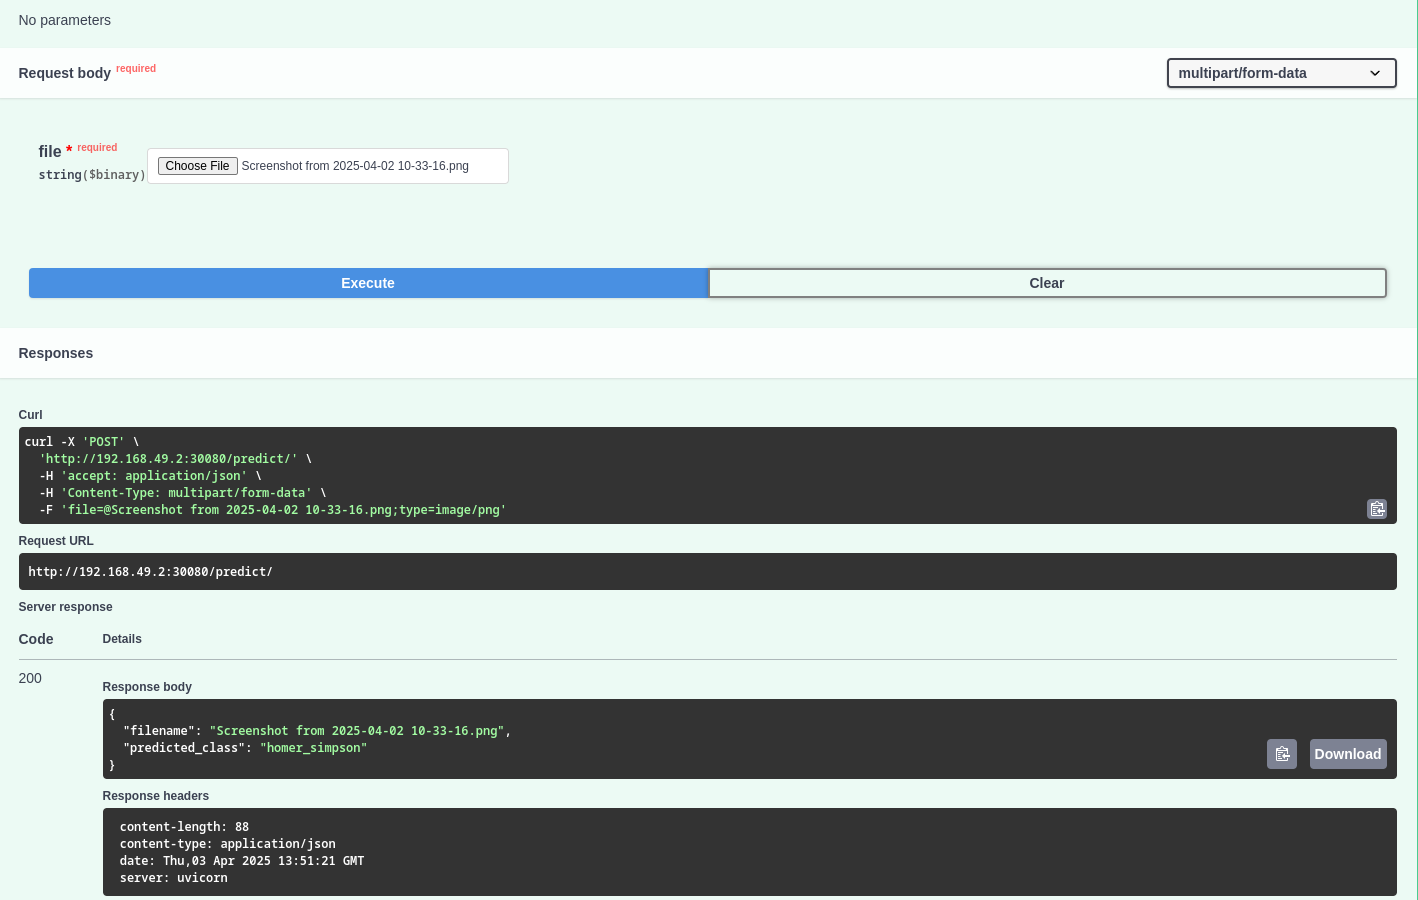 No parameters
Request body required
multipart/form-data
file * required
string($binary)
Choose File Screenshot from 2025-04-02 10-33-16.png
Execute
Clear
Responses
Curl
curl -X 'POST' \
  'http://192.168.49.2:30080/predict/' \
  -H 'accept: application/json' \
  -H 'Content-Type: multipart/form-data' \
  -F 'file=@Screenshot from 2025-04-02 10-33-16.png;type=image/png'
Request URL
http://192.168.49.2:30080/predict/
Server response
Code Details
200
Response body
{
  "filename": "Screenshot from 2025-04-02 10-33-16.png",
  "predicted_class": "homer_simpson"
}
Download
Response headers
content-length: 88
content-type: application/json
date: Thu,03 Apr 2025 13:51:21 GMT
server: uvicorn